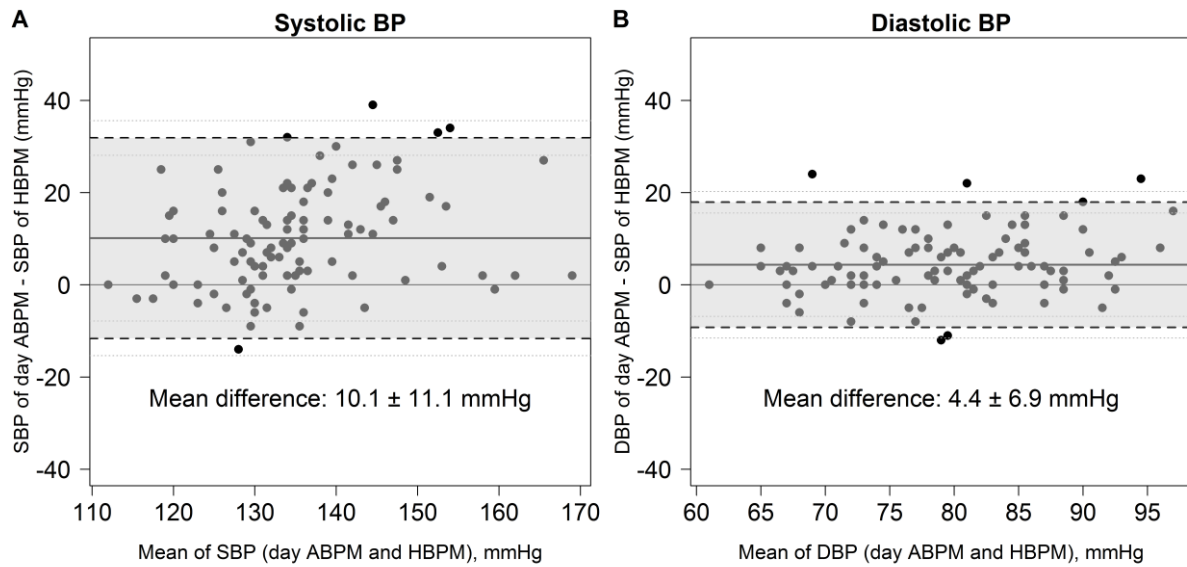 A
Systolic BP
SBP of day ABPM - SBP of HBPM (mmHg)
40
20
0
-20
-40
Mean difference: 10.1 ± 11.1 mmHg
110 120 130 140 150 160 170
Mean of SBP (day ABPM and HBPM), mmHg
B
Diastolic BP
DBP of day ABPM - SBP of HBPM (mmHg)
40
20
0
-20
-40
Mean difference: 4.4 ± 6.9 mmHg
60 65 70 75 80 85 90 95
Mean of DBP (day ABPM and HBPM), mmHg